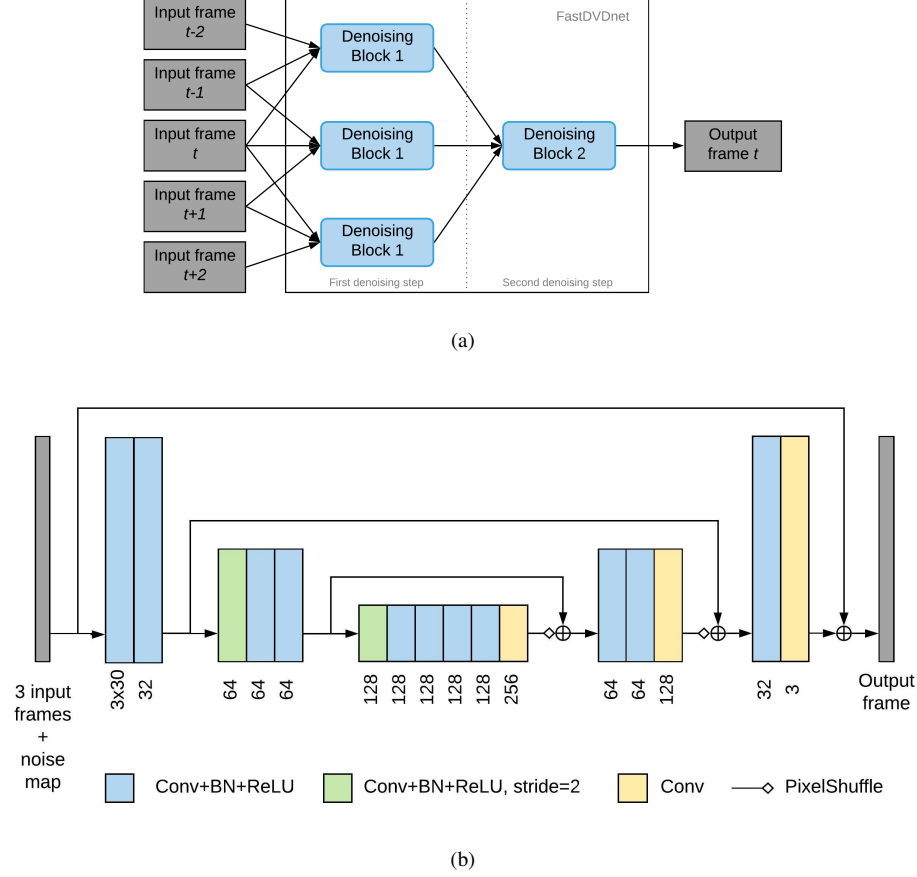 Input frame
t-2
Input frame
t-1
Input frame
t
Input frame
t+1
Input frame
t+2
Denoising
Block 1
Denoising
Block 1
Denoising
Block 1
Denoising
Block 2
FastDVDnet
Output
frame t
First denoising step
Second denoising step
(a)
3 input
frames
+
noise
map
3x30
32
64
64
64
128
128
128
128
128
256
64
64
128
32
3
Output
frame
Conv+BN+ReLU
Conv+BN+ReLU, stride=2
Conv
PixelShuffle
(b)